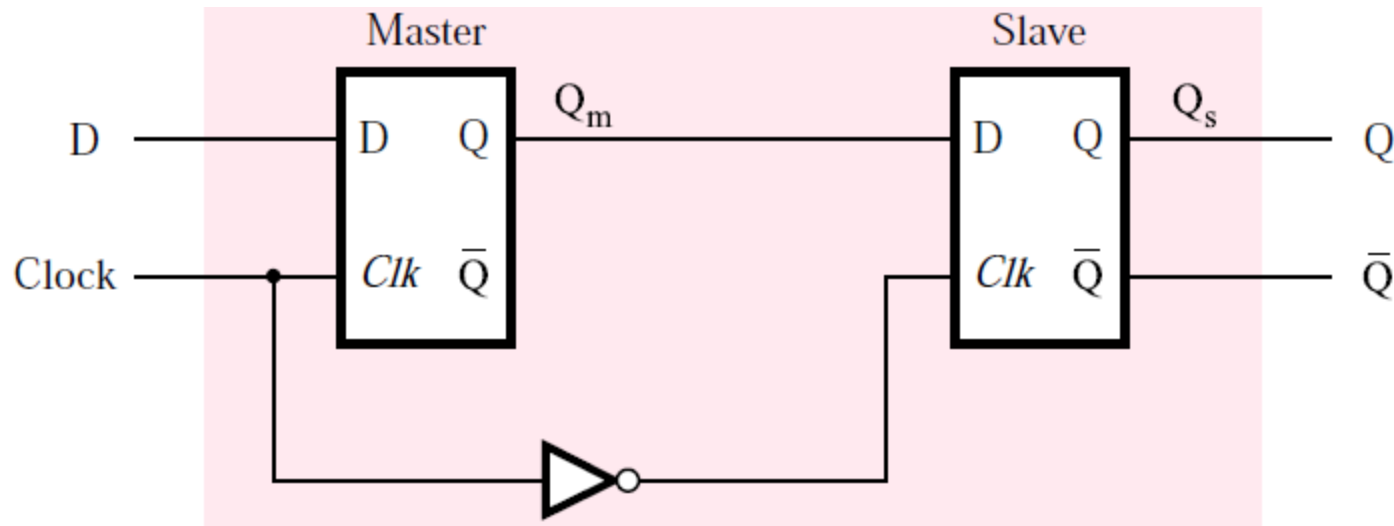 Master Slave
Q_m Q_s
D D Q D Q Q
Clock Clk Q̅ Clk Q̅ Q̅